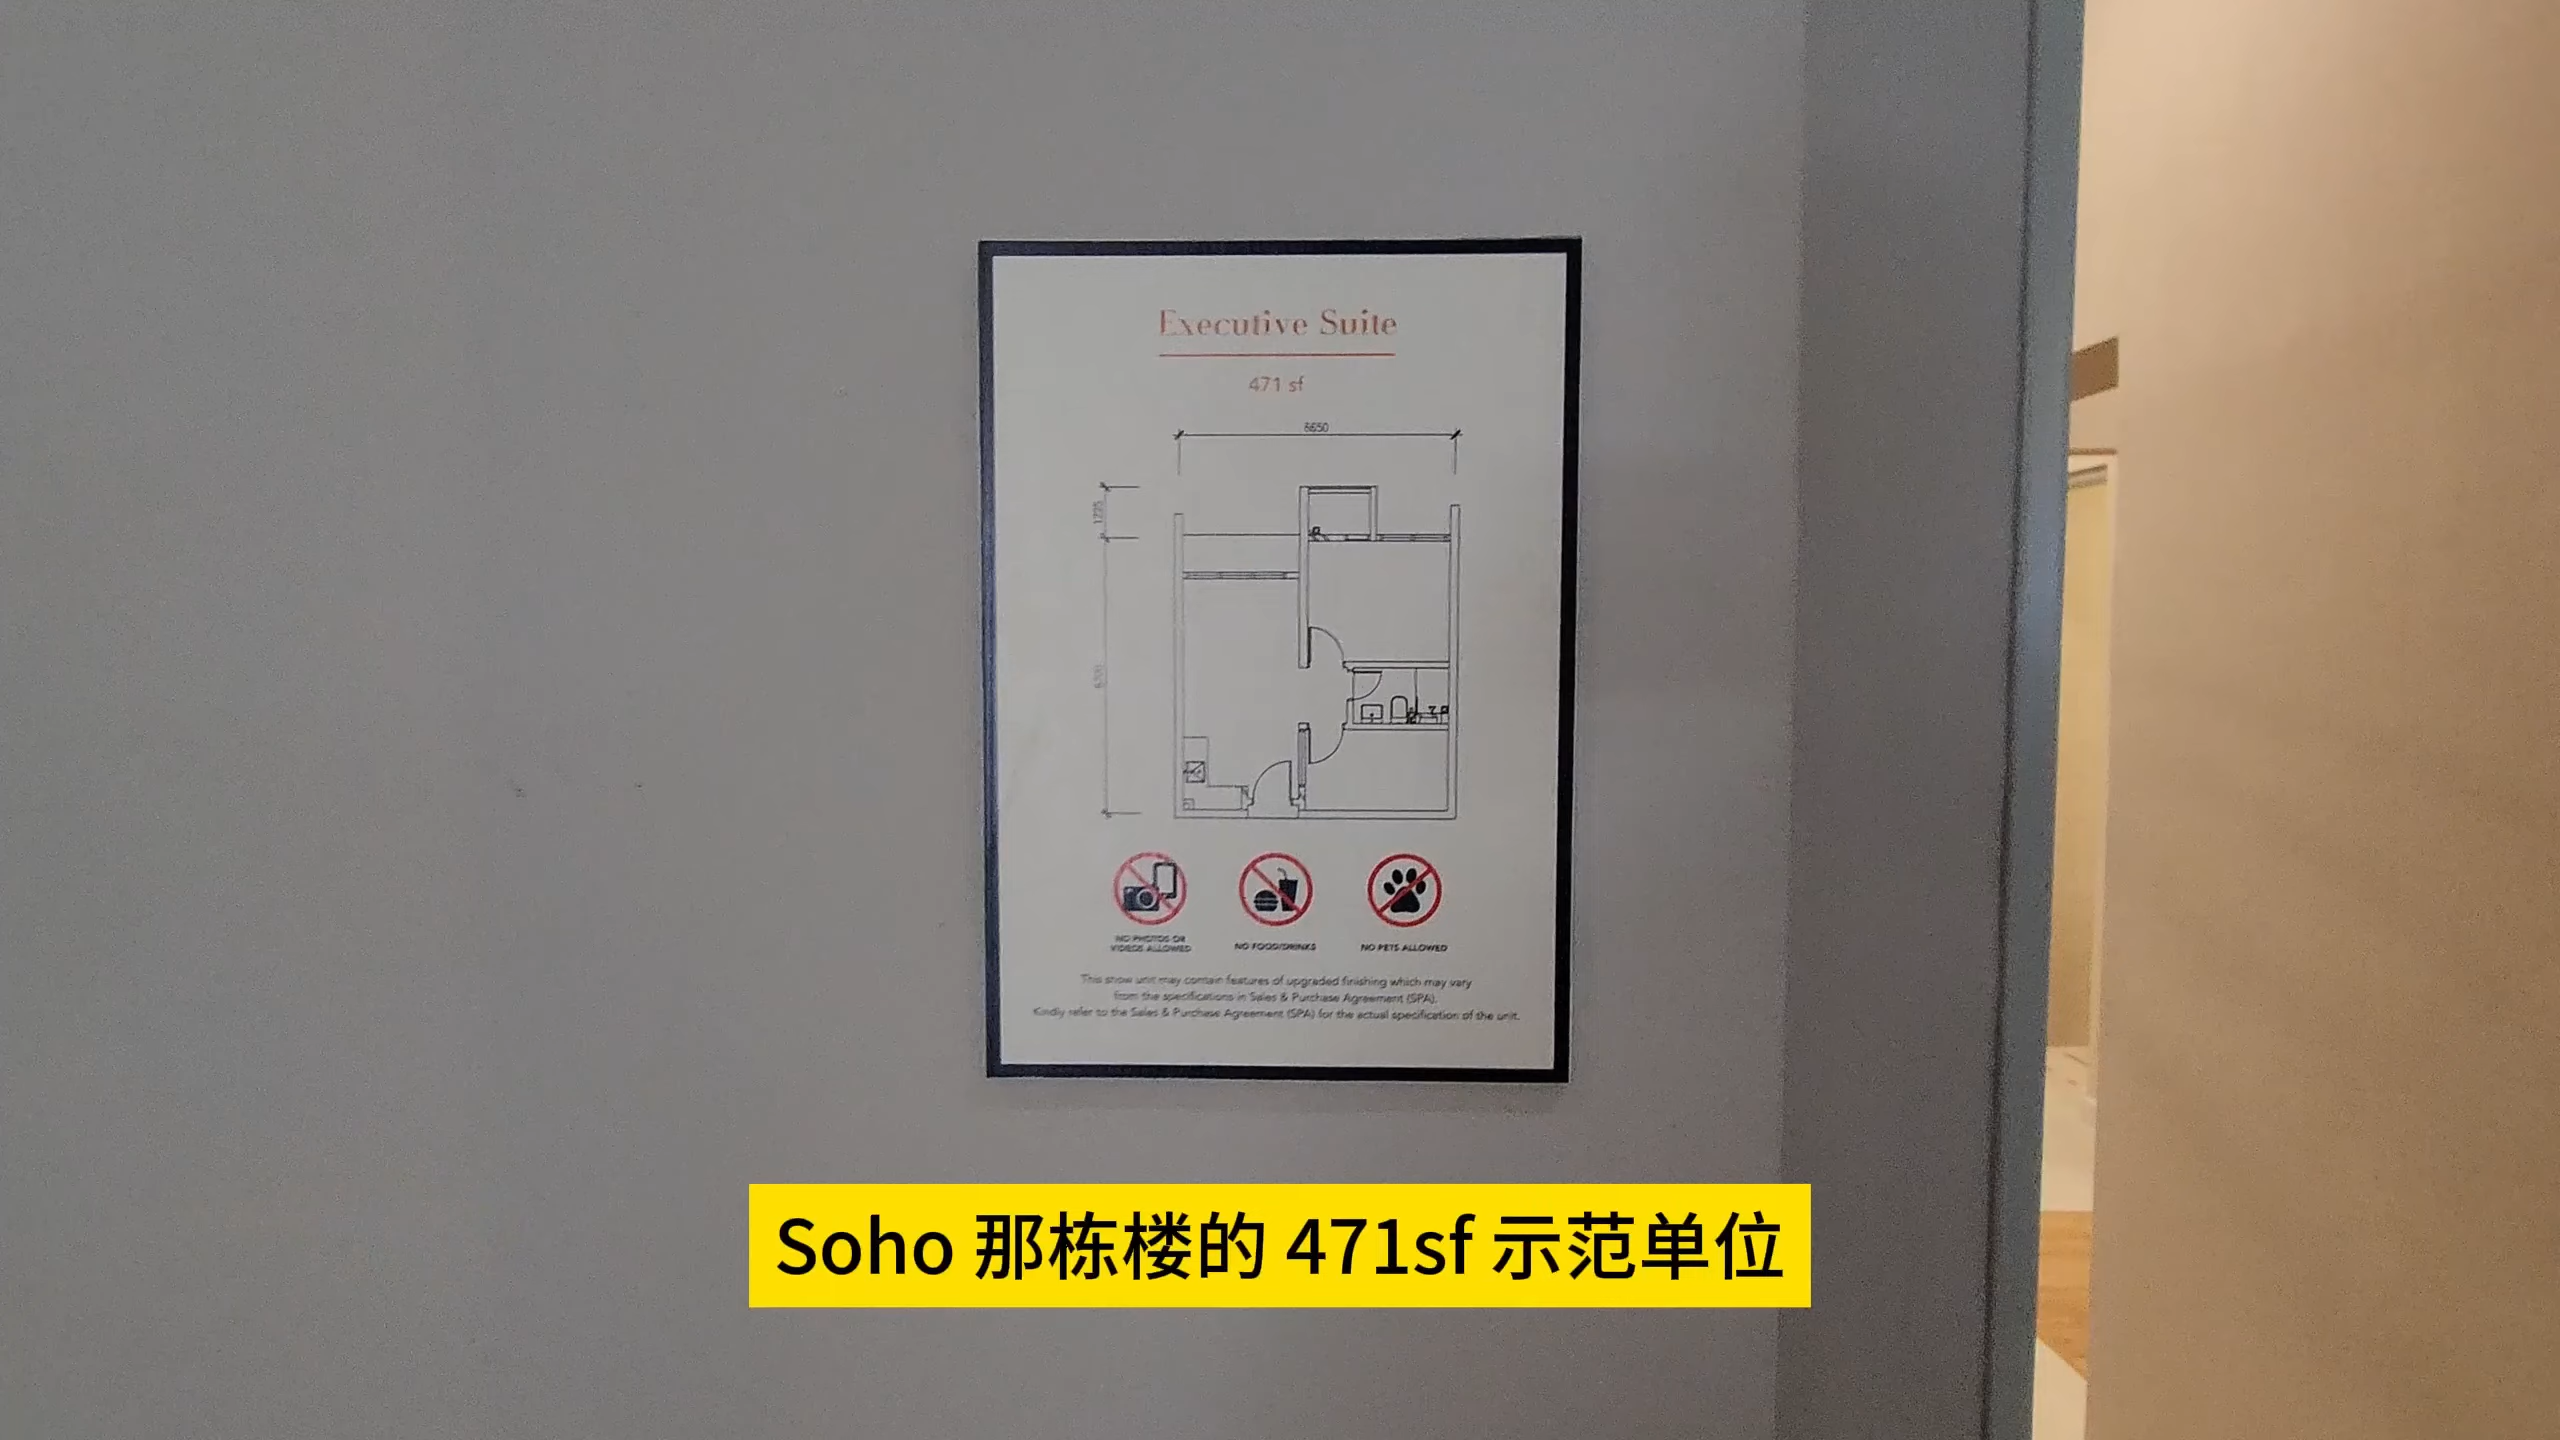 Executive Suite
471 sf
6650
1225
NO PHOTOS OR
VIDEOS ALLOWED
NO FOOD/DRINKS
NO PETS ALLOWED
This show unit may contain features of upgraded finishing which may vary
from the specifications in Sales & Purchase Agreement (SPA).
Kindly refer to the Sales & Purchase Agreement (SPA) for the actual specification of the unit.
Soho 那栋楼的 471sf 示范单位